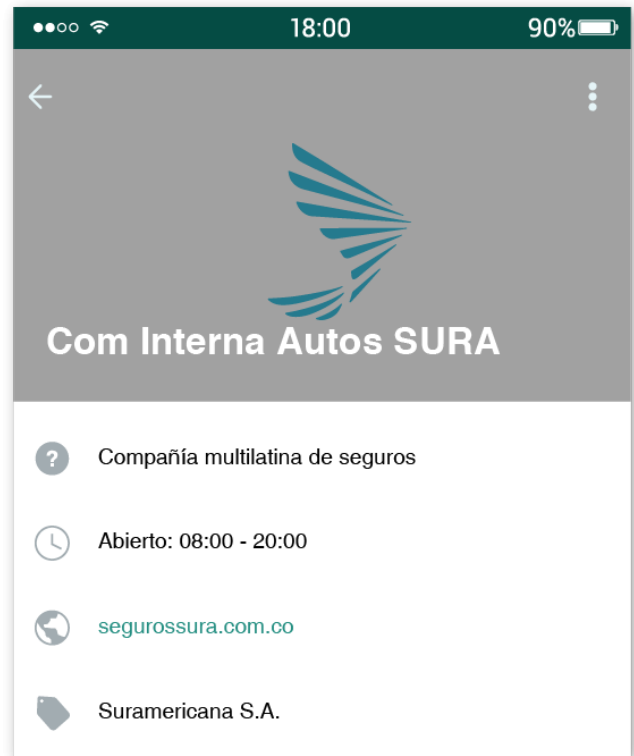 18:00 90%
Com Interna Autos SURA
Compañía multilatina de seguros
Abierto: 08:00 - 20:00
segurossura.com.co
Suramericana S.A.